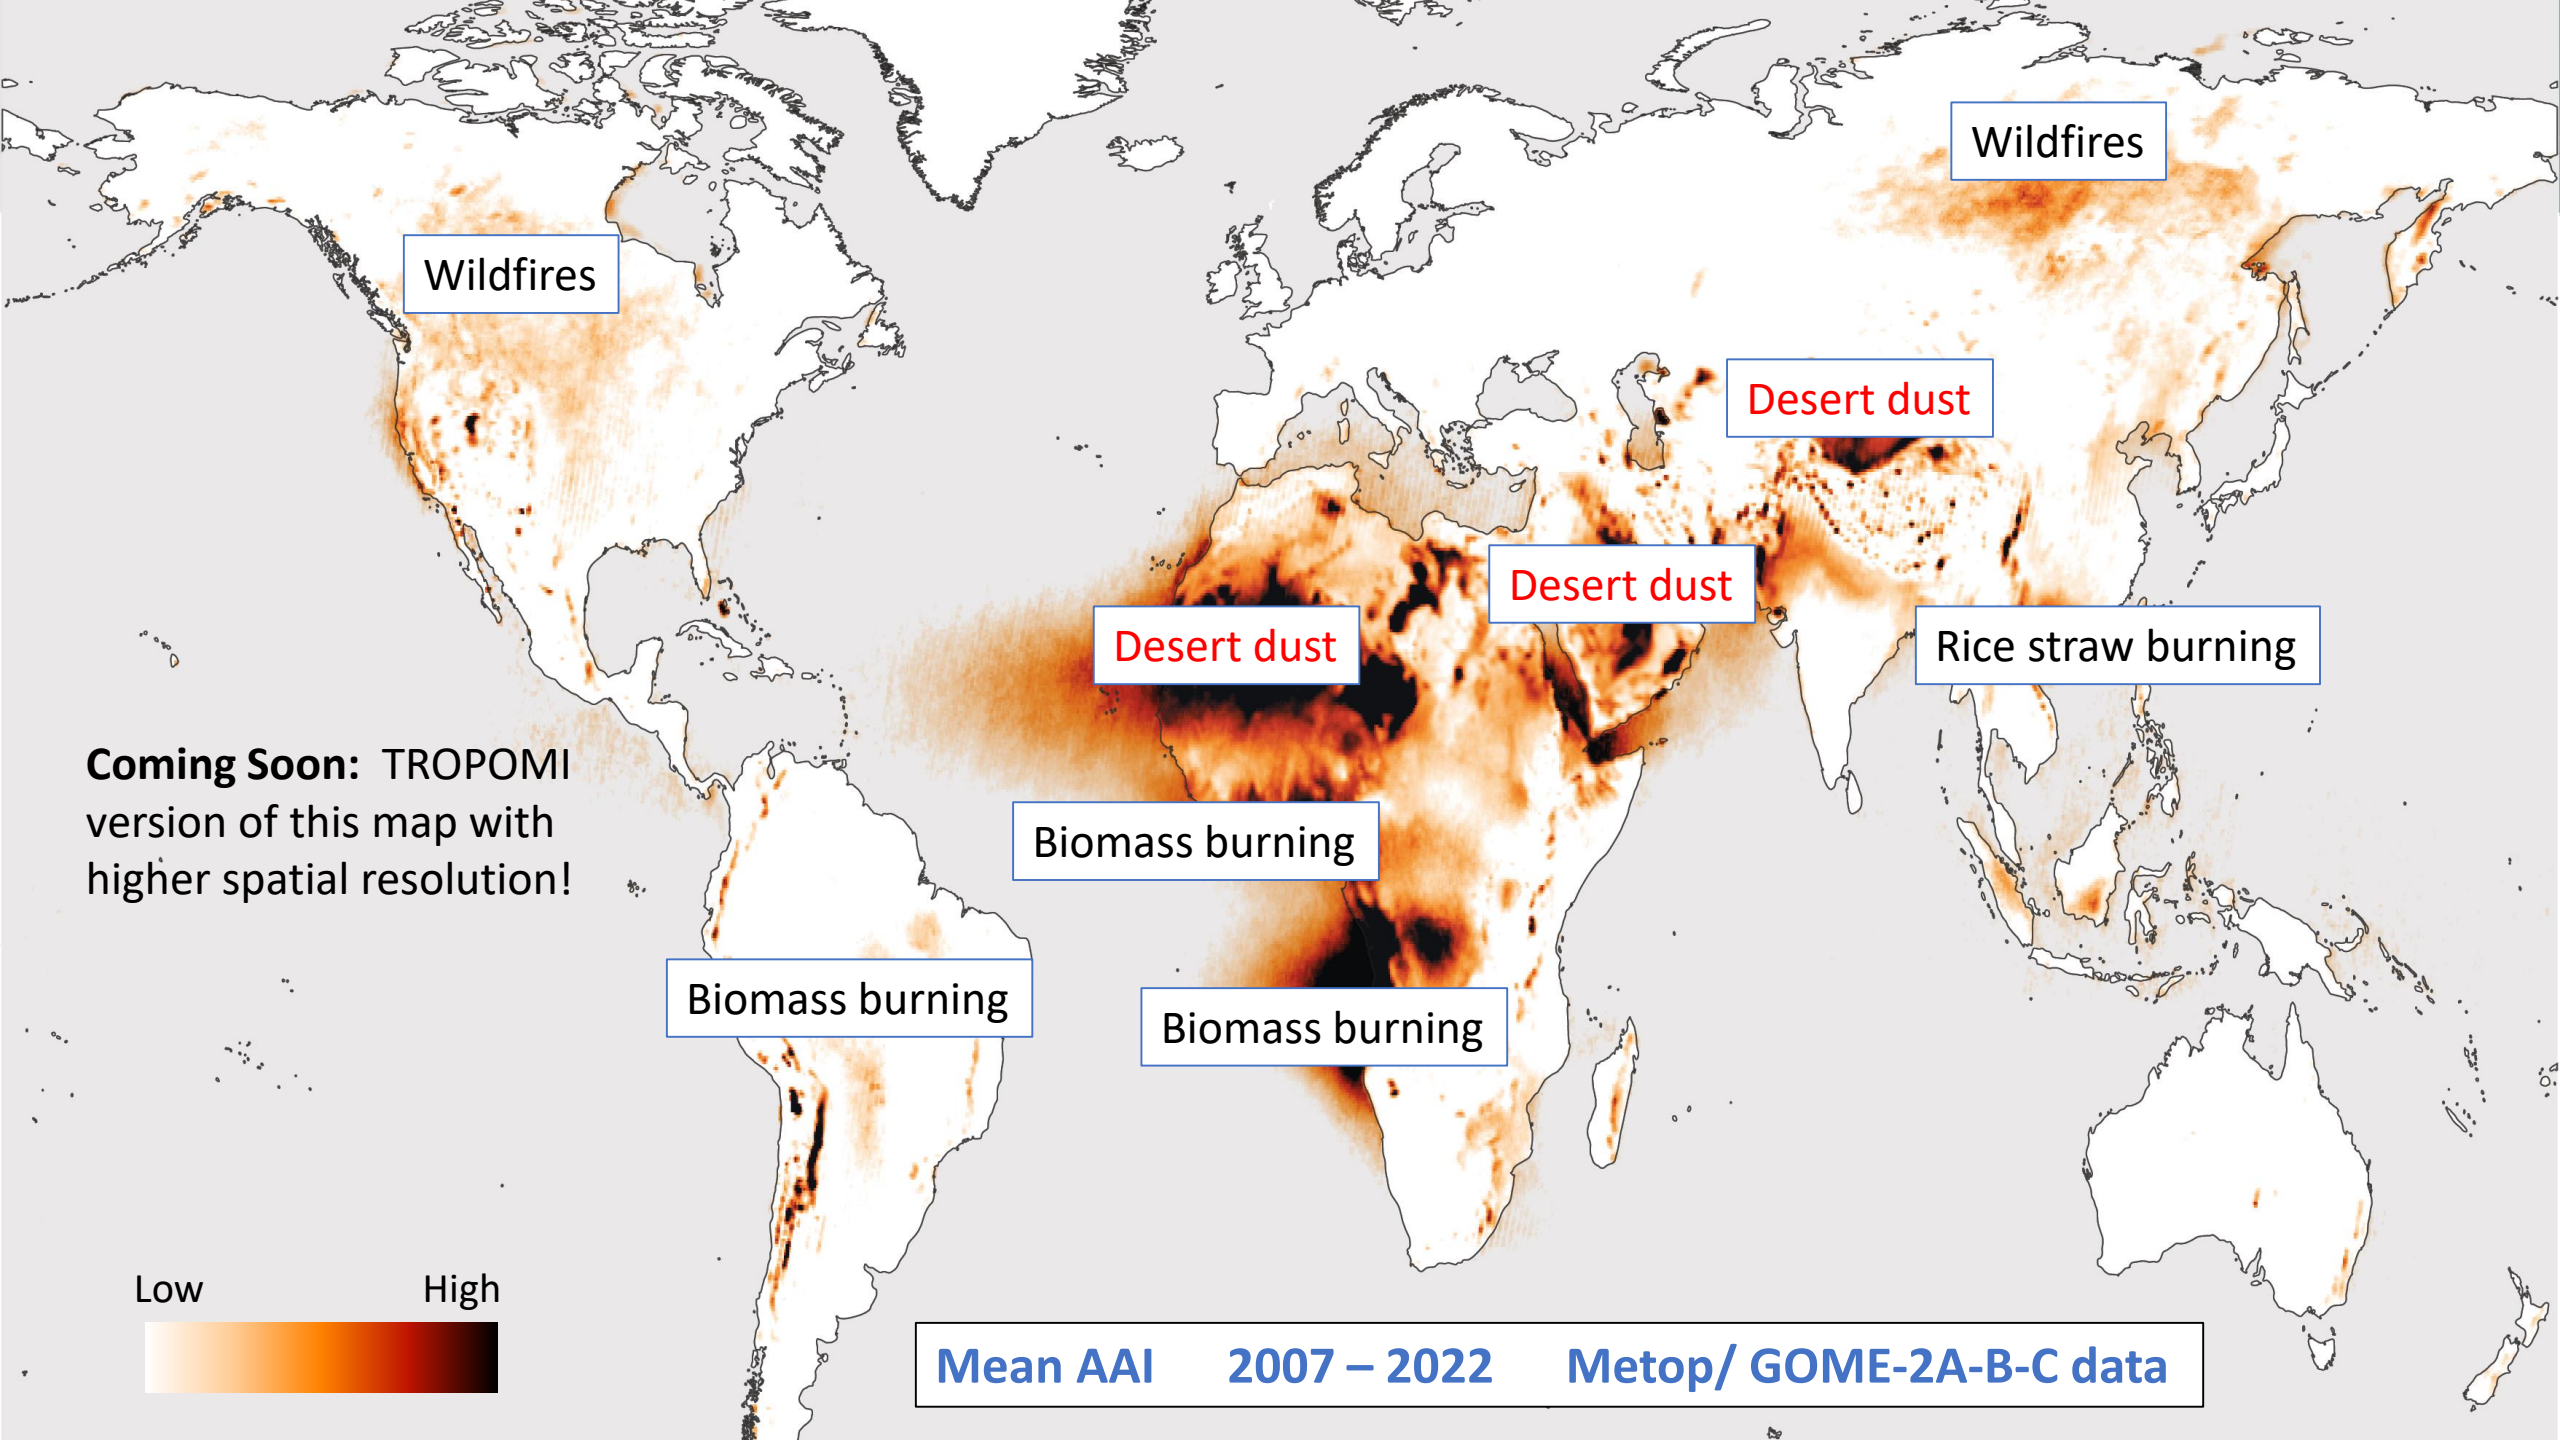 Wildfires
Wildfires
Desert dust
Desert dust
Desert dust
Rice straw burning
Coming Soon: TROPOMI
version of this map with
higher spatial resolution!
Biomass burning
Biomass burning
Biomass burning
Low High
Mean AAI 2007 – 2022 Metop/ GOME-2A-B-C data